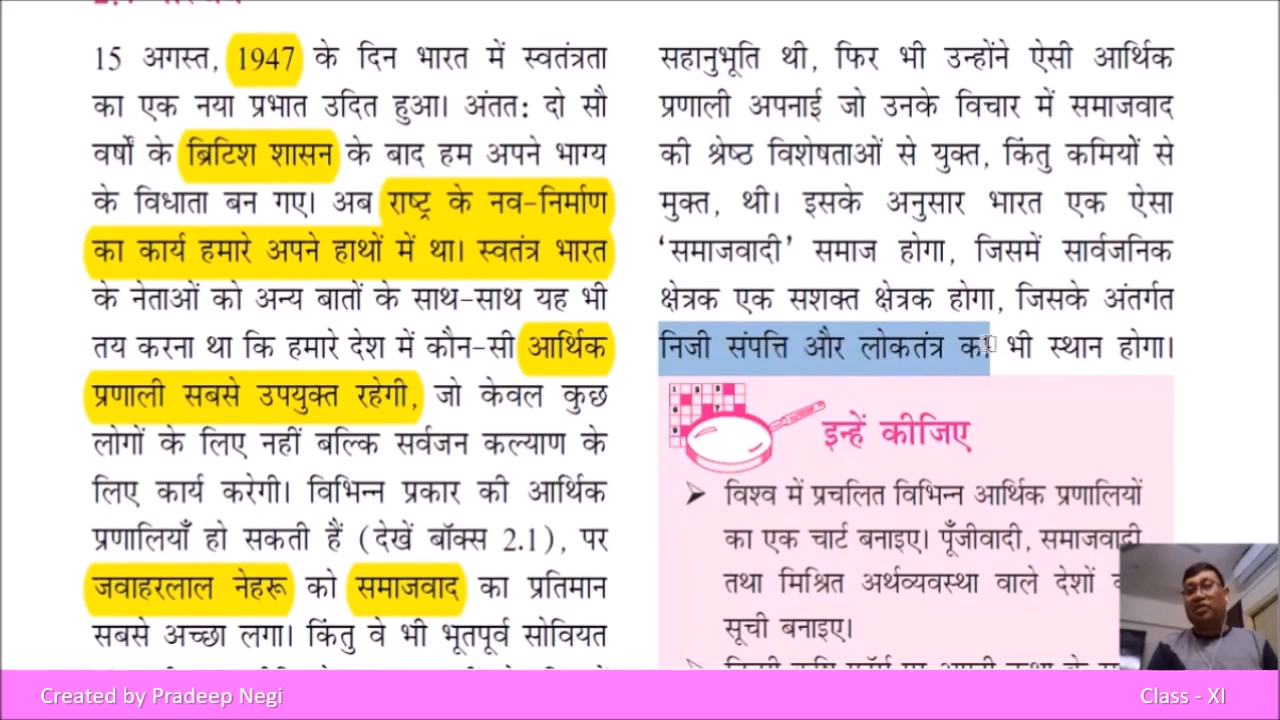 15 अगस्त, 1947 के दिन भारत में स्वतंत्रता
का एक नया प्रभात उदित हुआ। अंतत: दो सौ
वर्षों के ब्रिटिश शासन के बाद हम अपने भाग्य
के विधाता बन गए। अब राष्ट्र के नव-निर्माण
का कार्य हमारे अपने हाथों में था। स्वतंत्र भारत
के नेताओं को अन्य बातों के साथ-साथ यह भी
तय करना था कि हमारे देश में कौन-सी आर्थिक
प्रणाली सबसे उपयुक्त रहेगी, जो केवल कुछ
लोगों के लिए नहीं बल्कि सर्वजन कल्याण के
लिए कार्य करेगी। विभिन्न प्रकार की आर्थिक
प्रणालियाँ हो सकती हैं (देखें बॉक्स 2.1), पर
जवाहरलाल नेहरू को समाजवाद का प्रतिमान
सबसे अच्छा लगा। किंतु वे भी भूतपूर्व सोवियत
सहानुभूति थी, फिर भी उन्होंने ऐसी आर्थिक
प्रणाली अपनाई जो उनके विचार में समाजवाद
की श्रेष्ठ विशेषताओं से युक्त, किंतु कमियों से
मुक्त, थी। इसके अनुसार भारत एक ऐसा
‘समाजवादी’ समाज होगा, जिसमें सार्वजनिक
क्षेत्रक एक सशक्त क्षेत्रक होगा, जिसके अंतर्गत
निजी संपत्ति और लोकतंत्र का भी स्थान होगा।
इन्हें कीजिए
विश्व में प्रचलित विभिन्न आर्थिक प्रणालियों
का एक चार्ट बनाइए। पूँजीवादी, समाजवादी
तथा मिश्रित अर्थव्यवस्था वाले देशों
सूची बनाइए।
Created by Pradeep Negi
Class - XI